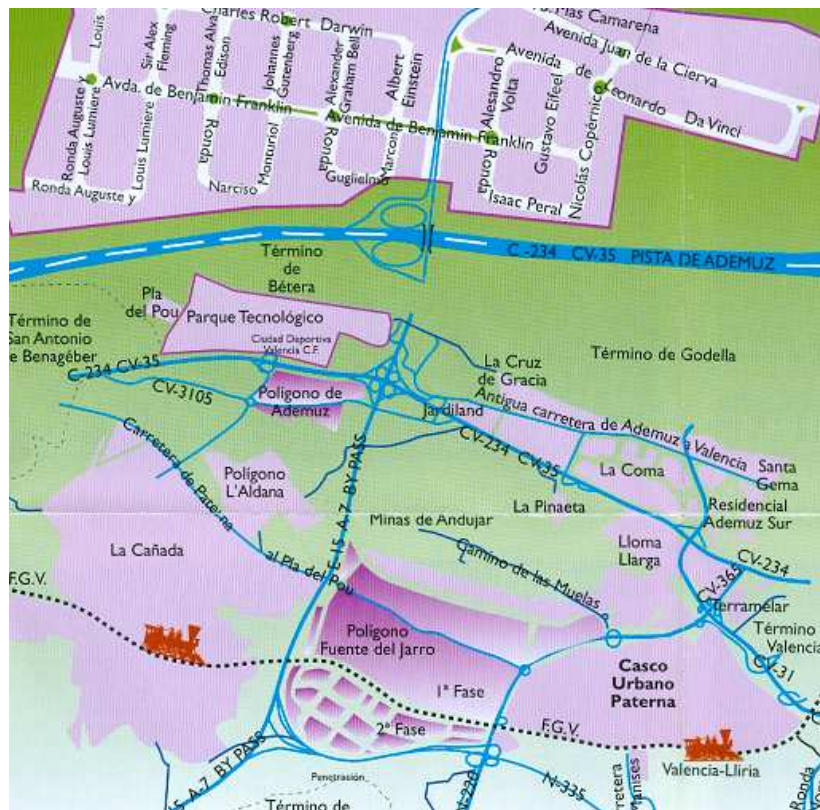 Mas Camarena
Charles Robert Darwin
Avenida Juan de la Cierva
Louis
Sir Alex
Fleming
Thomas Alva
Edison
Johannes
Gutenberg
Alexander
Graham Bell
Albert
Einstein
Alesandro
Volta
Avenida de Leonardo Da Vinci
Gustavo Eifeel
Nicolás Copérnico
Avda. de Benjamin Franklin
Avenida de Benjamin Franklin
Ronda Auguste y
Louis Lumiere
Louis Lumiere
Ronda
Monturiol
Ronda
Marconi
Ronda
Ronda Auguste y
Narciso
Guglielmo
Isaac Peral
C-234 CV-35 PISTA DE ADEMUZ
Término
de
Bétera
Pla
del Pou
Parque Tecnológico
Término de
San Antonio
de Benagéber
Ciudad Deportiva
Valencia C.F.
La Cruz
de Gracia
Término de Godella
C-234 CV-35
CV-3105
Polígono de
Ademuz
Jardiland
Antigua carretera de Ademuz a Valencia
CV-234 CV-35
Carretera de Paterna
al Pla del Pou
Polígono
L'Aldana
E-15 A-7 BY PASS
La Coma
Santa
Gema
La Pinaeta
Residencial
Ademuz Sur
Minas de Andujar
La Cañada
Lloma
Llarga
CV-234
Camino de las Muelas
CV-365
F.G.V.
Terramelar
Término
Valencia
Polígono
Fuente del Jarro
CV-31
Casco
Urbano
Paterna
1ª Fase
2ª Fase
F.G.V.
Valencia-Lliria
A-7 BY PASS
Penetración
N-220
N-335
Manises
Término de
Ronda